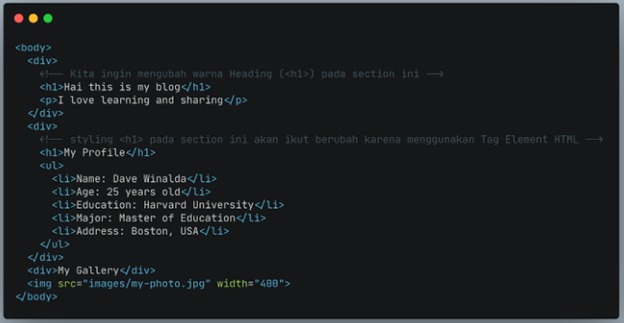 <body>
<div>
<!-- Kita ingin mengubah warna Heading (<h1>) pada section ini -->
<h1>Hai this is my blog</h1>
<p>I love learning and sharing</p>
</div>
<div>
<!-- styling <h1> pada section ini akan ikut berubah karena menggunakan Tag Element HTML -->
<h1>My Profile</h1>
<ul>
<li>Name: Dave Winalda</li>
<li>Age: 25 years old</li>
<li>Education: Harvard University</li>
<li>Major: Master of Education</li>
<li>Address: Boston, USA</li>
</ul>
</div>
<div>My Gallery</div>
<img src="images/my-photo.jpg" width="400">
</body>